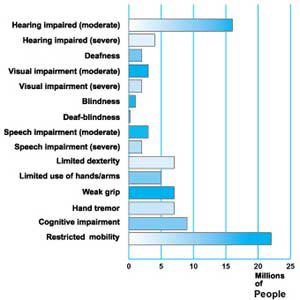 Hearing impaired (moderate)
Hearing impaired (severe)
Deafness
Visual impairment (moderate)
Visual impairment (severe)
Blindness
Deaf-blindness
Speech impairment (moderate)
Speech impairment (severe)
Limited dexterity
Limited use of hands/arms
Weak grip
Hand tremor
Cognitive impairment
Restricted mobility
0 5 10 15 20 25
Millions
of
People